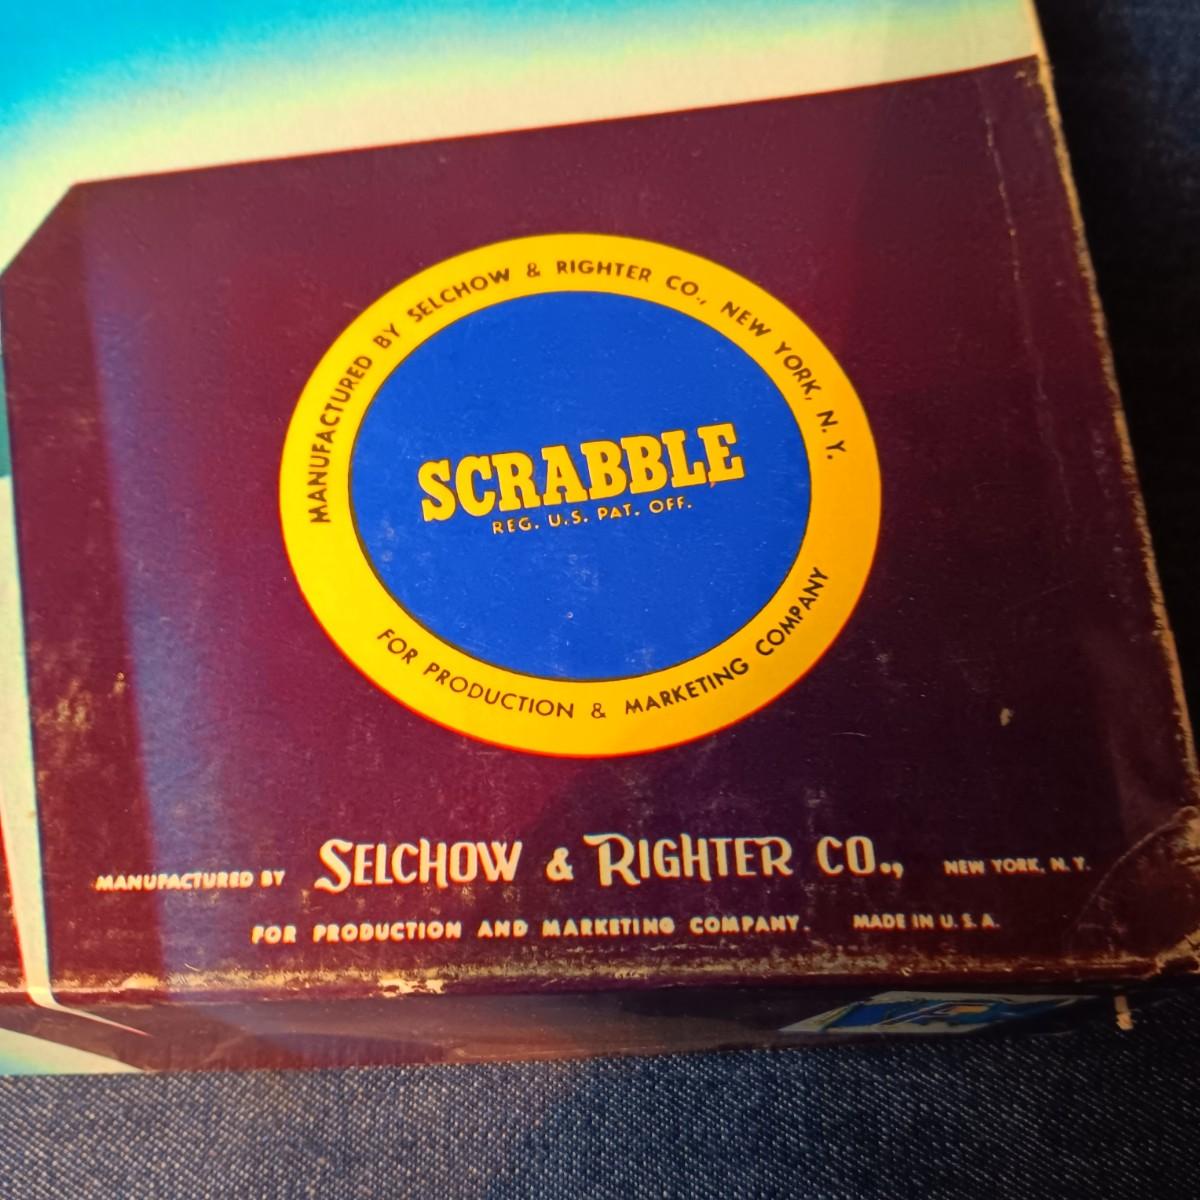 MANUFACTURED BY SELCHOW & RIGHTER CO., NEW YORK, N. Y.
SCRABBLE
REG. U.S. PAT. OFF.
FOR PRODUCTION & MARKETING COMPANY
MANUFACTURED BY SELCHOW & RIGHTER CO., NEW YORK, N. Y.
FOR PRODUCTION AND MARKETING COMPANY. MADE IN U. S. A.